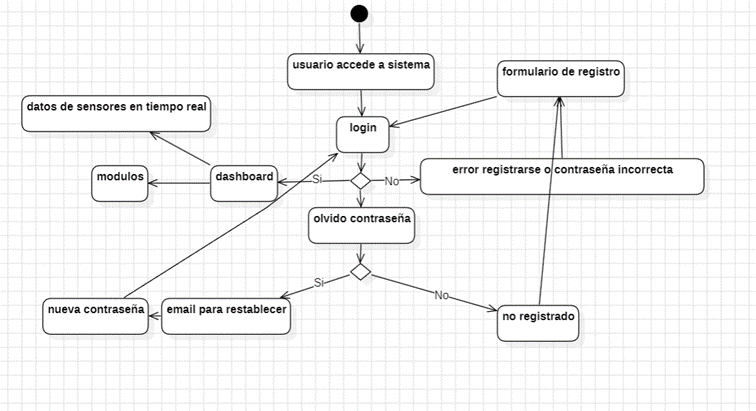 usuario accede a sistema
formulario de registro
datos de sensores en tiempo real
login
error registrarse o contraseña incorrecta
modulos
dashboard
Si
No
olvido contraseña
Si
No
nueva contraseña
email para restablecer
no registrado